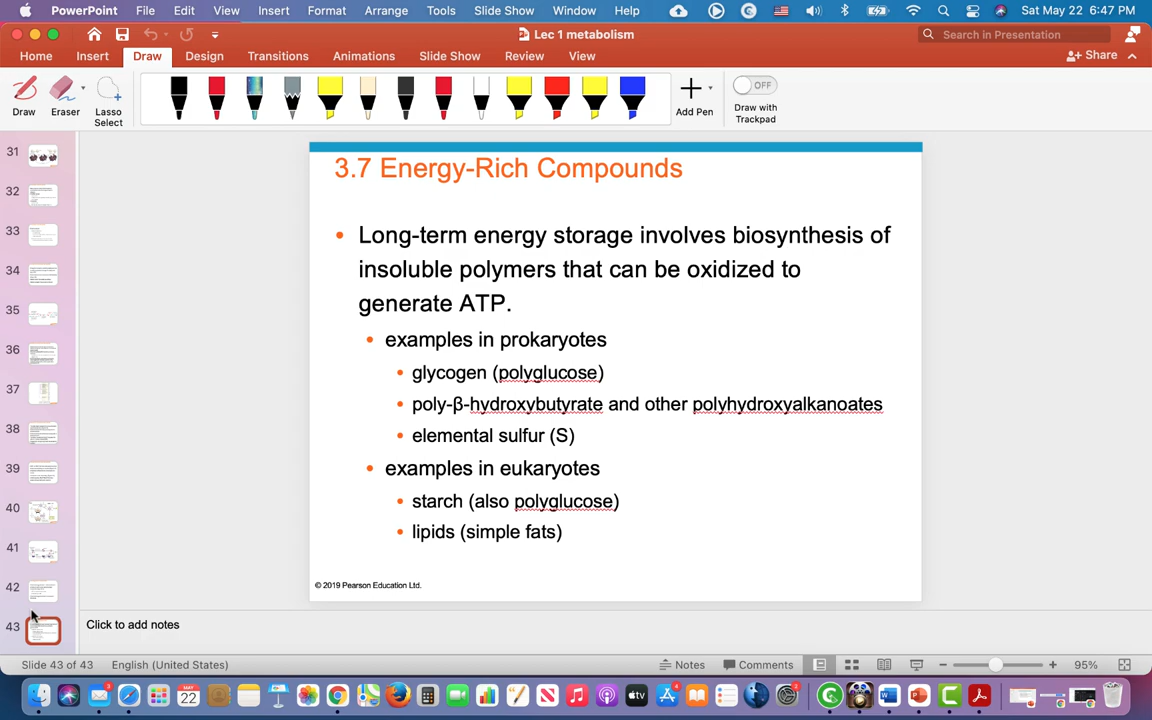 PowerPoint File Edit View Insert Format Arrange Tools Slide Show Window Help Sat May 22 6:47 PM
Lec 1 metabolism
Search in Presentation
Home Insert Draw Design Transitions Animations Slide Show Review View
Share
Draw Eraser Lasso Select
Add Pen
OFF
Draw with Trackpad
31
32
33
34
35
36
37
38
39
40
41
42
43
3.7 Energy-Rich Compounds
• Long-term energy storage involves biosynthesis of
insoluble polymers that can be oxidized to
generate ATP.
• examples in prokaryotes
• glycogen (polyglucose)
• poly-β-hydroxybutyrate and other polyhydroxyalkanoates
• elemental sulfur (S)
• examples in eukaryotes
• starch (also polyglucose)
• lipids (simple fats)
© 2019 Pearson Education Ltd.
Click to add notes
Slide 43 of 43 English (United States) Notes Comments 95%
MAY
22
tv